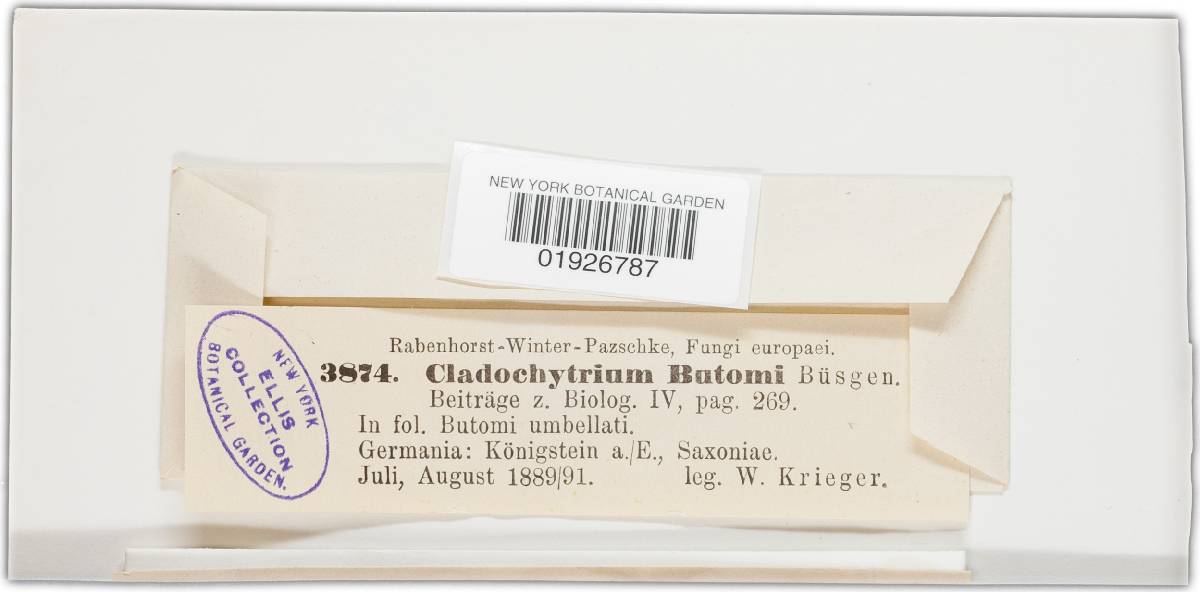 NEW YORK BOTANICAL GARDEN
01926787
Rabenhorst-Winter-Pazschke, Fungi europaei.
3874. Cladochytrium Butomi Büsgen.
Beiträge z. Biolog. IV, pag. 269.
In fol. Butomi umbellati.
Germania: Königstein a./E., Saxoniae.
Juli, August 1889/91. leg. W. Krieger.
NEW YORK
ELLIS
COLLECTION
BOTANICAL GARDEN.